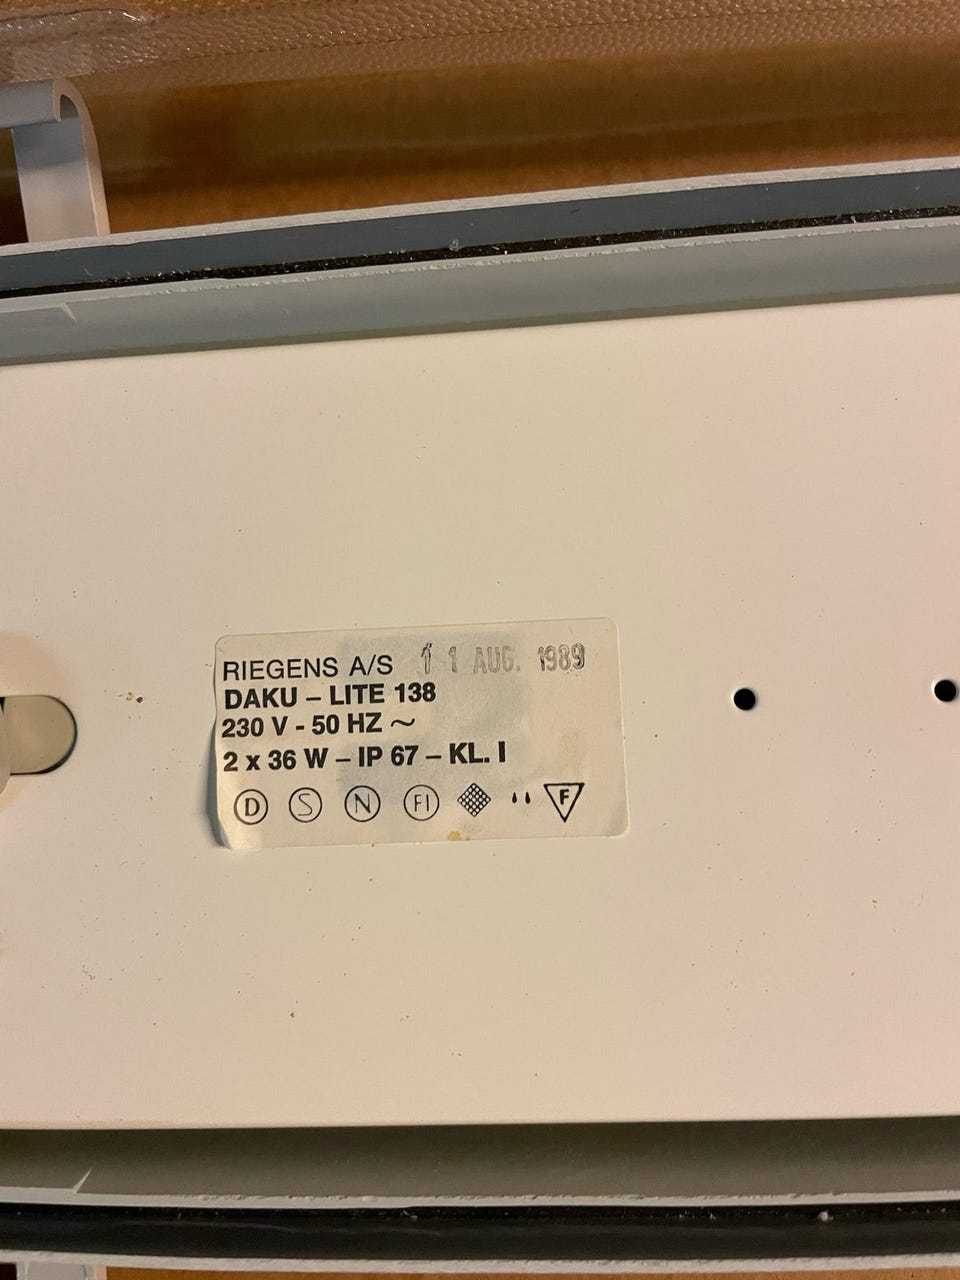 RIEGENS A/S 11 AUG. 1989
DAKU – LITE 138
230 V - 50 HZ ~
2 x 36 W – IP 67 – KL. I
D S N FI F